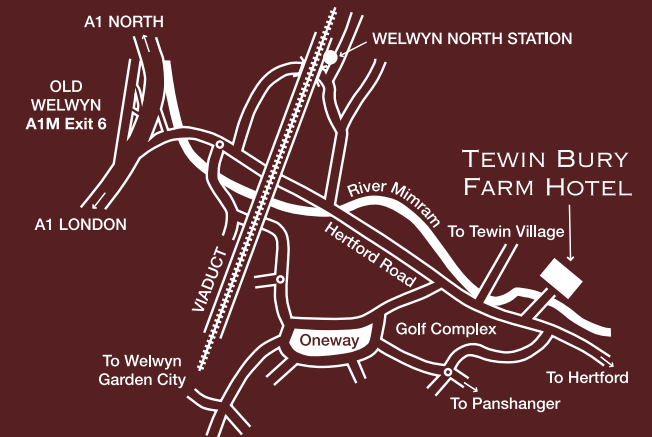 A1 NORTH
WELWYN NORTH STATION
OLD
WELWYN
A1M Exit 6
TEWIN BURY
FARM HOTEL
River Mimram
A1 LONDON
To Tewin Village
Hertford Road
VIADUCT
Golf Complex
Oneway
To Welwyn
Garden City
To Hertford
To Panshanger